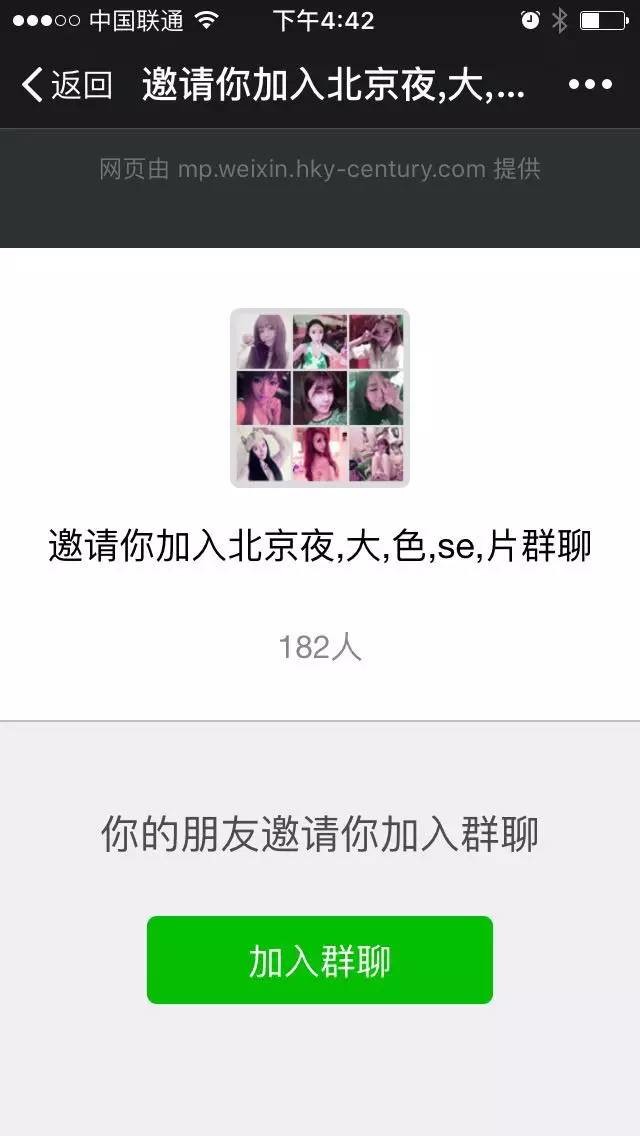 中国联通 下午4:42
返回 邀请你加入北京夜,大,...
网页由 mp.weixin.hky-century.com 提供
邀请你加入北京夜,大,色,se,片群聊
182人
你的朋友邀请你加入群聊
加入群聊